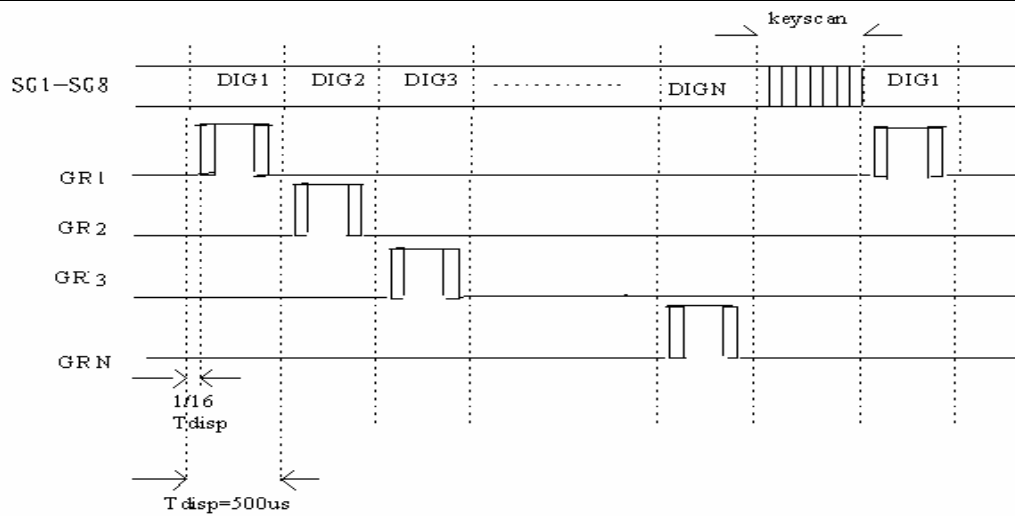 keyscan
SG1-SG8 DIG1 DIG2 DIG3 .............. DIGN DIG1
GR1
GR2
GR3
GRN
1/16
Tdisp
Tdisp=500us